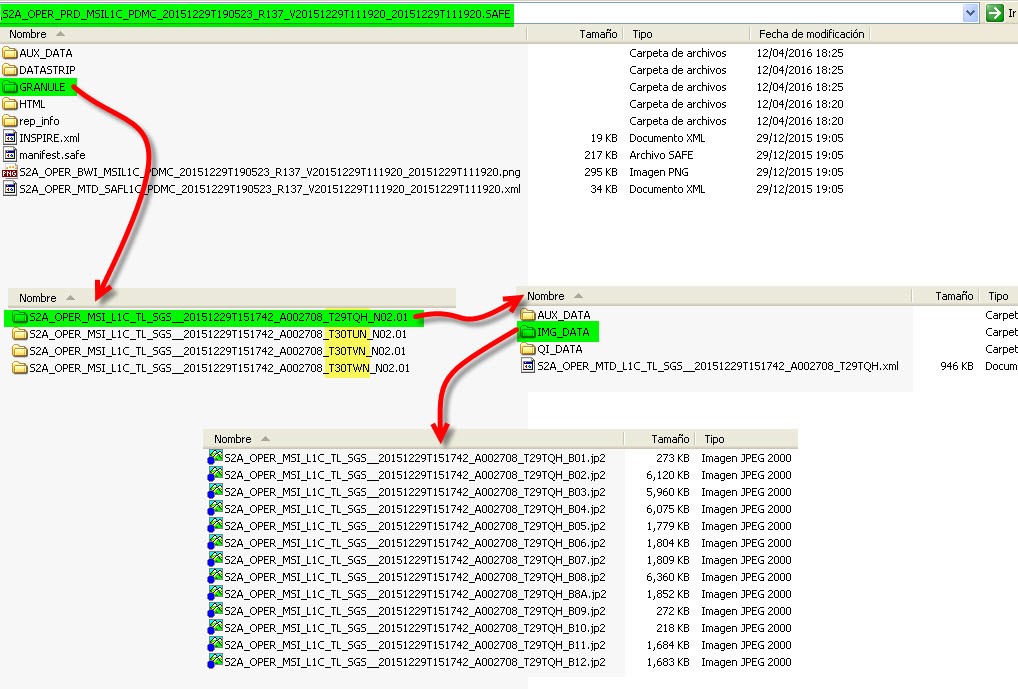 S2A_OPER_PRD_MSIL1C_PDMC_20151229T190523_R137_V20151229T111920_20151229T111920.SAFE Ir
Nombre Tamaño Tipo Fecha de modificación
AUX_DATA Carpeta de archivos 12/04/2016 18:25
DATASTRIP Carpeta de archivos 12/04/2016 18:25
GRANULE Carpeta de archivos 12/04/2016 18:25
HTML Carpeta de archivos 12/04/2016 18:20
rep_info Carpeta de archivos 12/04/2016 18:20
INSPIRE.xml 19 KB Documento XML 29/12/2015 19:05
manifest.safe 217 KB Archivo SAFE 29/12/2015 19:05
PNG S2A_OPER_BWI_MSIL1C_PDMC_20151229T190523_R137_V20151229T111920_20151229T111920.png 295 KB Imagen PNG 29/12/2015 19:05
S2A_OPER_MTD_SAFL1C_PDMC_20151229T190523_R137_V20151229T111920_20151229T111920.xml 34 KB Documento XML 29/12/2015 19:05
Nombre
S2A_OPER_MSI_L1C_TL_SGS__20151229T151742_A002708_T29TQH_N02.01
S2A_OPER_MSI_L1C_TL_SGS__20151229T151742_A002708_T30TUN_N02.01
S2A_OPER_MSI_L1C_TL_SGS__20151229T151742_A002708_T30TVN_N02.01
S2A_OPER_MSI_L1C_TL_SGS__20151229T151742_A002708_T30TWN_N02.01
Nombre Tamaño Tipo
AUX_DATA Carpet
IMG_DATA Carpet
QI_DATA Carpet
S2A_OPER_MTD_L1C_TL_SGS__20151229T151742_A002708_T29TQH.xml 946 KB Docum
Nombre Tamaño Tipo
S2A_OPER_MSI_L1C_TL_SGS__20151229T151742_A002708_T29TQH_B01.jp2 273 KB Imagen JPEG 2000
S2A_OPER_MSI_L1C_TL_SGS__20151229T151742_A002708_T29TQH_B02.jp2 6,120 KB Imagen JPEG 2000
S2A_OPER_MSI_L1C_TL_SGS__20151229T151742_A002708_T29TQH_B03.jp2 5,960 KB Imagen JPEG 2000
S2A_OPER_MSI_L1C_TL_SGS__20151229T151742_A002708_T29TQH_B04.jp2 6,075 KB Imagen JPEG 2000
S2A_OPER_MSI_L1C_TL_SGS__20151229T151742_A002708_T29TQH_B05.jp2 1,779 KB Imagen JPEG 2000
S2A_OPER_MSI_L1C_TL_SGS__20151229T151742_A002708_T29TQH_B06.jp2 1,804 KB Imagen JPEG 2000
S2A_OPER_MSI_L1C_TL_SGS__20151229T151742_A002708_T29TQH_B07.jp2 1,809 KB Imagen JPEG 2000
S2A_OPER_MSI_L1C_TL_SGS__20151229T151742_A002708_T29TQH_B08.jp2 6,360 KB Imagen JPEG 2000
S2A_OPER_MSI_L1C_TL_SGS__20151229T151742_A002708_T29TQH_B8A.jp2 1,852 KB Imagen JPEG 2000
S2A_OPER_MSI_L1C_TL_SGS__20151229T151742_A002708_T29TQH_B09.jp2 272 KB Imagen JPEG 2000
S2A_OPER_MSI_L1C_TL_SGS__20151229T151742_A002708_T29TQH_B10.jp2 218 KB Imagen JPEG 2000
S2A_OPER_MSI_L1C_TL_SGS__20151229T151742_A002708_T29TQH_B11.jp2 1,684 KB Imagen JPEG 2000
S2A_OPER_MSI_L1C_TL_SGS__20151229T151742_A002708_T29TQH_B12.jp2 1,683 KB Imagen JPEG 2000